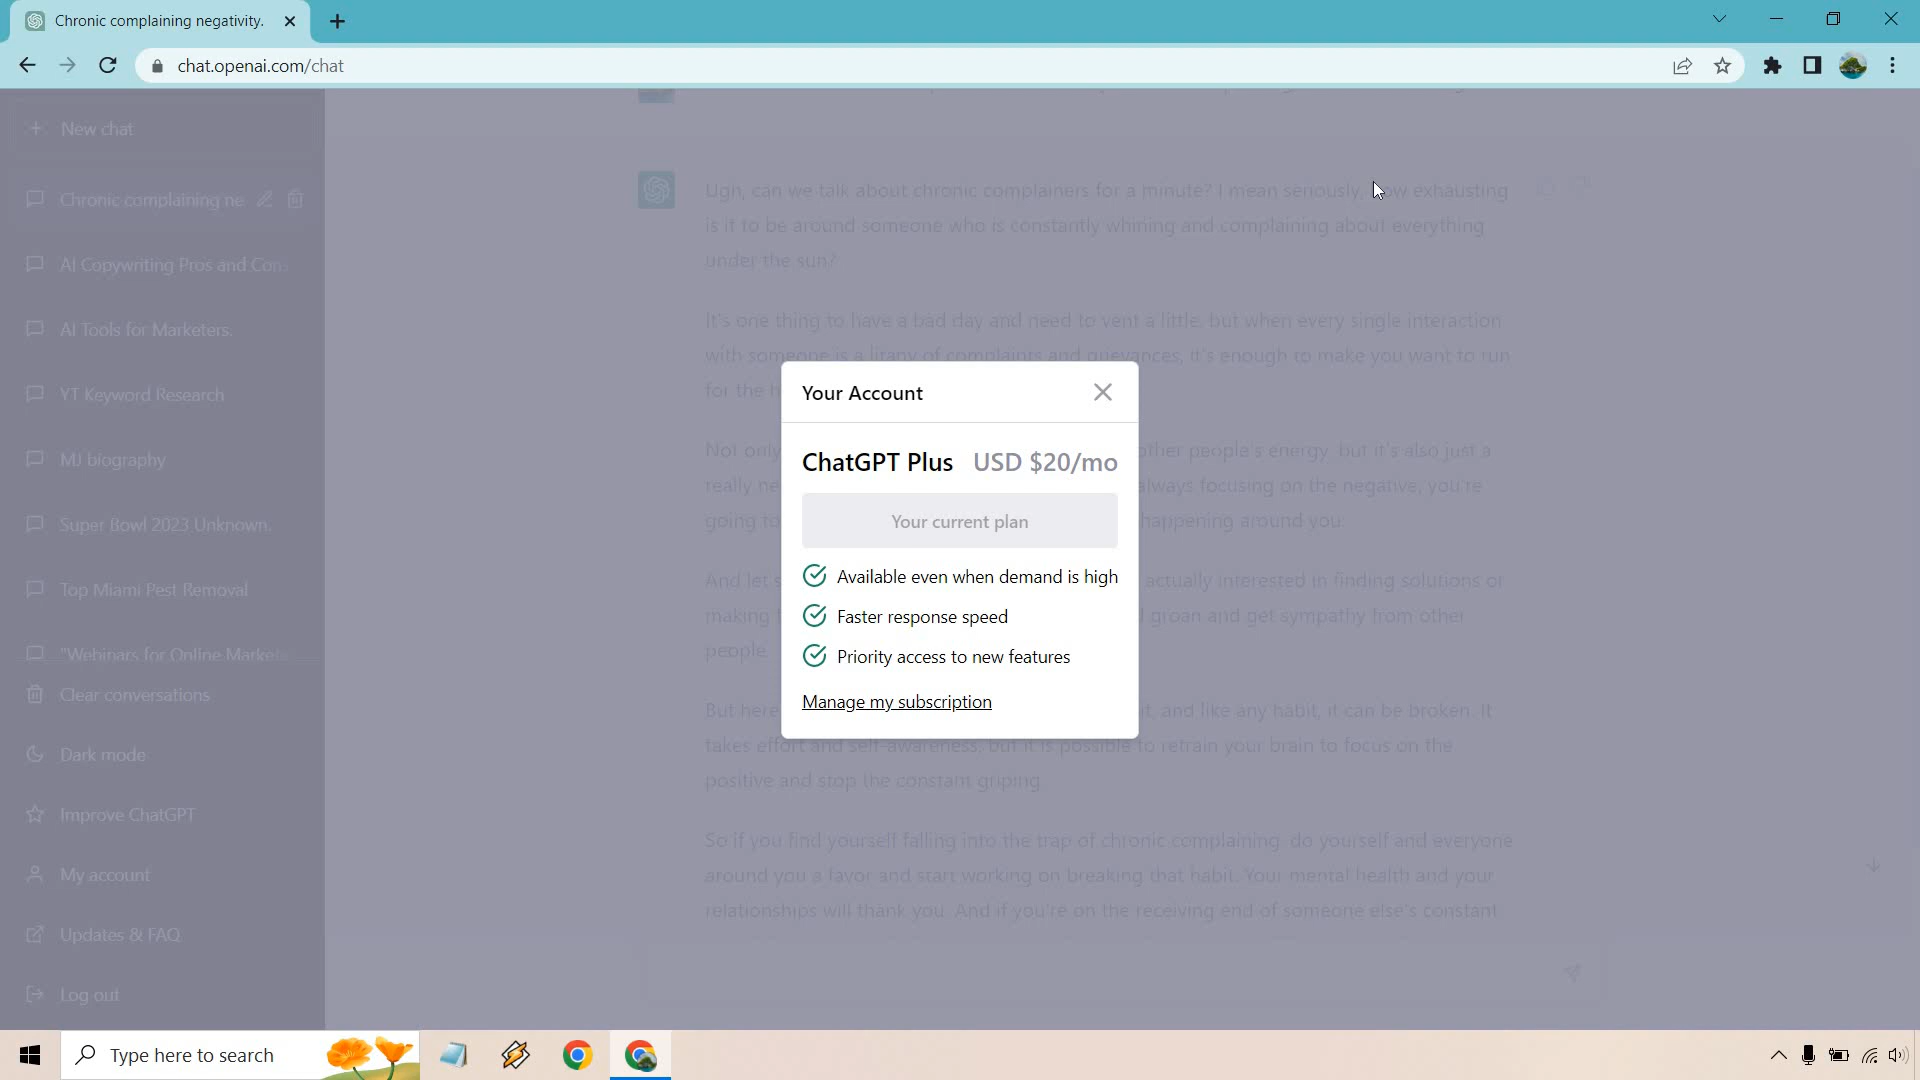 Chronic complaining negativity.
chat.openai.com/chat
New chat
Chronic complaining ne
AI Copywriting Pros and Cons
AI Tools for Marketers.
YT Keyword Research
MJ biography
Super Bowl 2023 Unknown.
Top Miami Pest Removal
"Webinars for Online Markete
Clear conversations
Dark mode
Improve ChatGPT
My account
Updates & FAQ
Log out
Ugh, can we talk about chronic complainers for a minute? I mean seriously, how exhausting
is it to be around someone who is constantly whining and complaining about everything
under the sun?
It's one thing to have a bad day and need to vent a little, but when every single interaction
with someone is a litany of complaints and grievances, it's enough to make you want to run
for the h
Not only other people's energy, but it's also just a
really ne always focusing on the negative, you're
going to happening around you.
And let's actually interested in finding solutions or
making groan and get sympathy from other
people.
But here it, and like any habit, it can be broken. It
takes effort and self-awareness, but it is possible to retrain your brain to focus on the
positive and stop the constant griping.
So if you find yourself falling into the trap of chronic complaining, do yourself and everyone
around you a favor and start working on breaking that habit. Your mental health and your
relationships will thank you. And if you're on the receiving end of someone else's constant
Your Account
ChatGPT Plus USD $20/mo
Your current plan
Available even when demand is high
Faster response speed
Priority access to new features
Manage my subscription
Type here to search